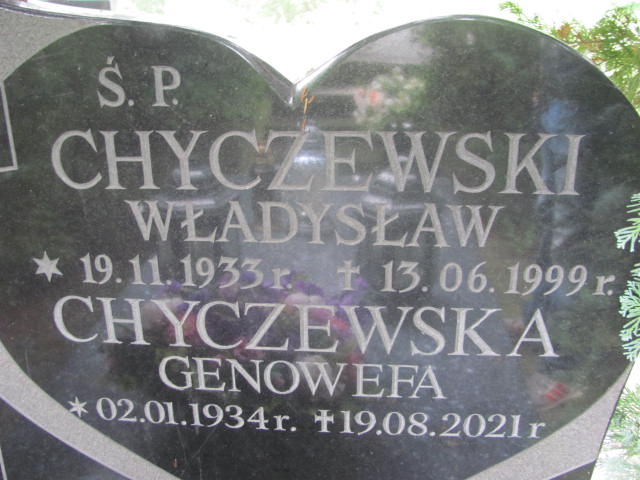 Ś. P.
CHYCZEWSKI
WŁADYSŁAW
* 19.11.1933 r. † 13.06.1999 r.
CHYCZEWSKA
GENOWEFA
* 02.01.1934 r. † 19.08.2021 r